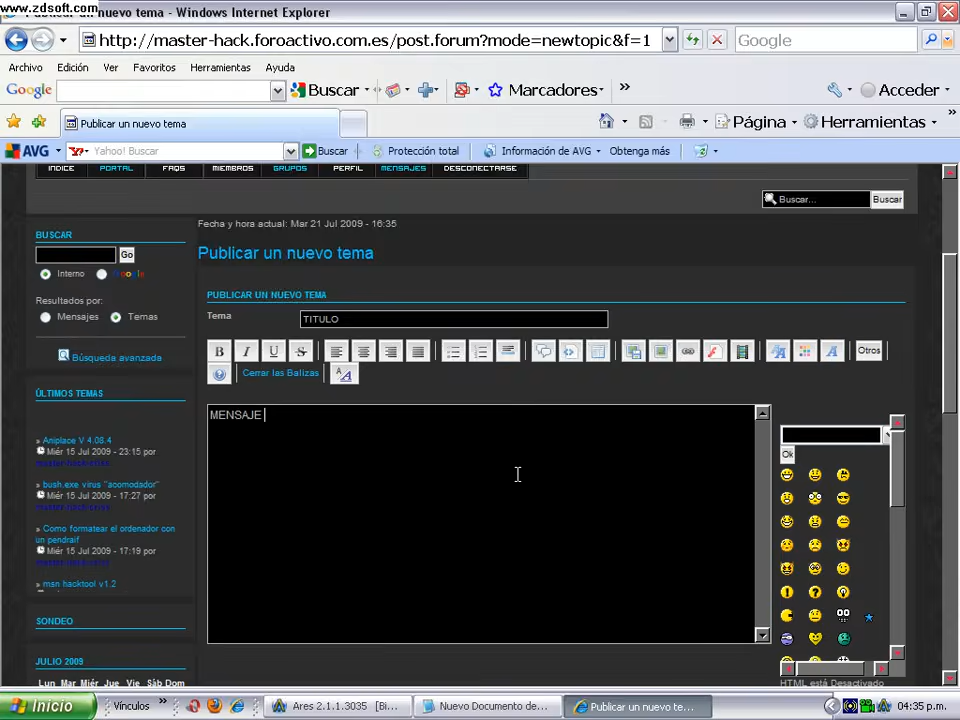 www.zdsoft.com
Publicar un nuevo tema - Windows Internet Explorer
http://master-hack.foroactivo.com.es/post.forum?mode=newtopic&f=1
Google
Archivo Edición Ver Favoritos Herramientas Ayuda
Google Buscar Marcadores Acceder
Publicar un nuevo tema Página Herramientas
AVG Yahoo! Buscar Buscar Protección total Información de AVG Obtenga más
INDICE PORTAL FAQS MIEMBROS GRUPOS PERFIL MENSAJES DESCONECTARSE
Buscar... Buscar
Fecha y hora actual: Mar 21 Jul 2009 - 16:35
BUSCAR
Go
Interno Google
Resultados por:
Mensajes Temas
Búsqueda avanzada
ÚLTIMOS TEMAS
» Aniplace V 4.08.4
Miér 15 Jul 2009 - 23:15 por
» bush.exe virus "acomodador"
Miér 15 Jul 2009 - 17:27 por
» Como formatear el ordenador con un pendraif
Miér 15 Jul 2009 - 17:19 por
» msn hacktool v1.2
SONDEO
JULIO 2009
Lun Mar Miér Jue Vie Sáb Dom
Publicar un nuevo tema
PUBLICAR UN NUEVO TEMA
Tema TITULO
B I U S Otros
Cerrar las Balizas
MENSAJE
Ok
HTML está Desactivado
Inicio Vínculos Ares 2.1.1.3035 [Bi... Nuevo Documento de... Publicar un nuevo te... 04:35 p.m.